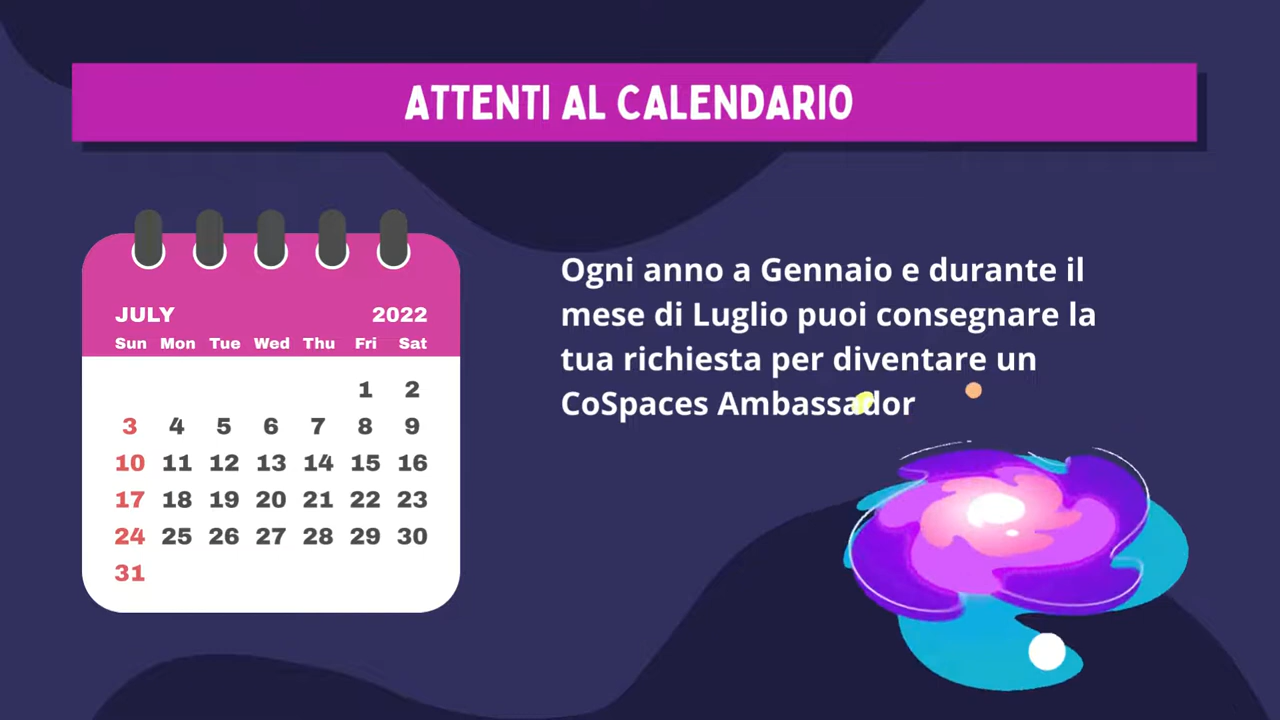 ATTENTI AL CALENDARIO
JULY 2022
Sun Mon Tue Wed Thu Fri Sat
1 2
3 4 5 6 7 8 9
10 11 12 13 14 15 16
17 18 19 20 21 22 23
24 25 26 27 28 29 30
31
Ogni anno a Gennaio e durante il
mese di Luglio puoi consegnare la
tua richiesta per diventare un
CoSpaces Ambassador